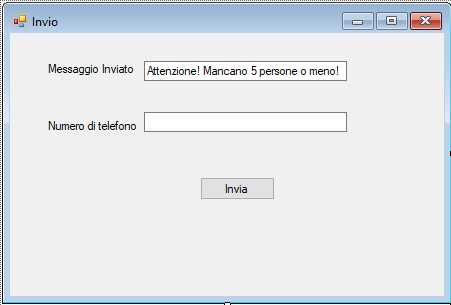 Invio
Messaggio Inviato Attenzione! Mancano 5 persone o meno!
Numero di telefono
Invia